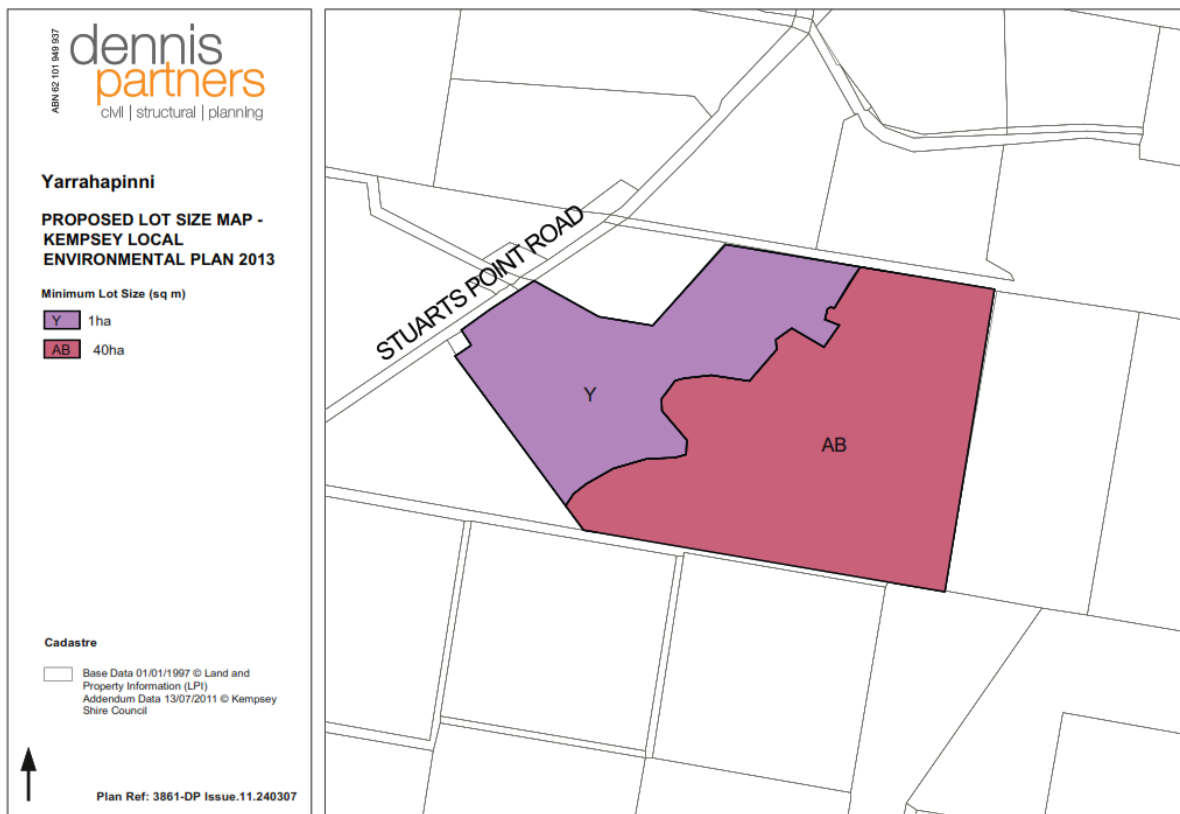 ABN 62 101 949 937
dennis
partners
civil | structural | planning
Yarrahapinni
PROPOSED LOT SIZE MAP -
KEMPSEY LOCAL
ENVIRONMENTAL PLAN 2013
Minimum Lot Size (sq m)
Y 1ha
AB 40ha
Cadastre
Base Data 01/01/1997 © Land and
Property Information (LPI)
Addendum Data 13/07/2011 © Kempsey
Shire Council
Plan Ref: 3861-DP Issue.11.240307
STUARTS POINT ROAD
Y
AB